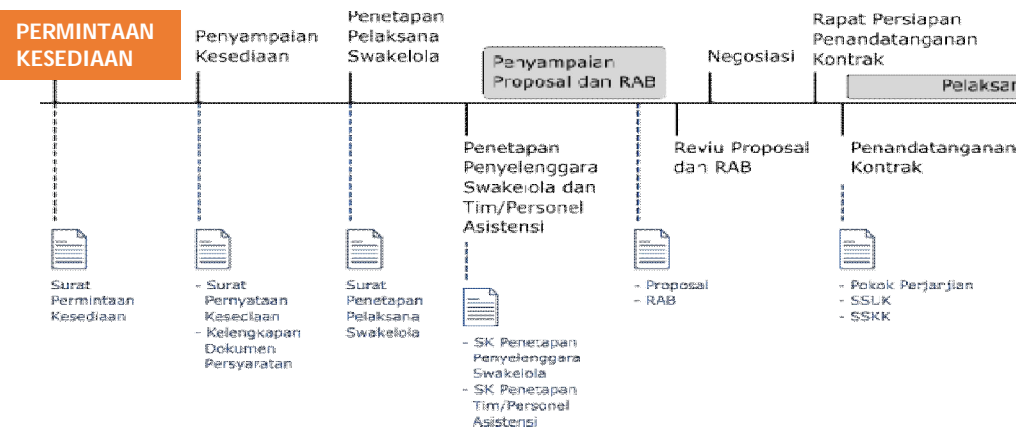 PERMINTAAN
KESEDIAAN
Penyampaian
Kesediaan
Penetapan
Pelaksana
Swakelola
Penyampaian
Proposal dan RAB
Negosiasi
Rapat Persiapan
Penandatanganan
Kontrak
Pelaksan
Penetapan
Penyelenggara
Swakelola dan
Tim/Personel
Asistensi
Reviu Proposal
dan RAB
Penandatanganan
Kontrak
Surat
Permintaan
Kesediaan
- Surat
Pernyataan
Kesediaan
- Kelengkapan
Dokumen
Persyaratan
Surat
Penetapan
Pelaksana
Swakelola
- SK Penetapan
Penyelenggara
Swakelola
- SK Penetapan
Tim/Personel
Asistensi
- Proposal
- RAB
- Pokok Perjarjian
- SSUK
- SSKK